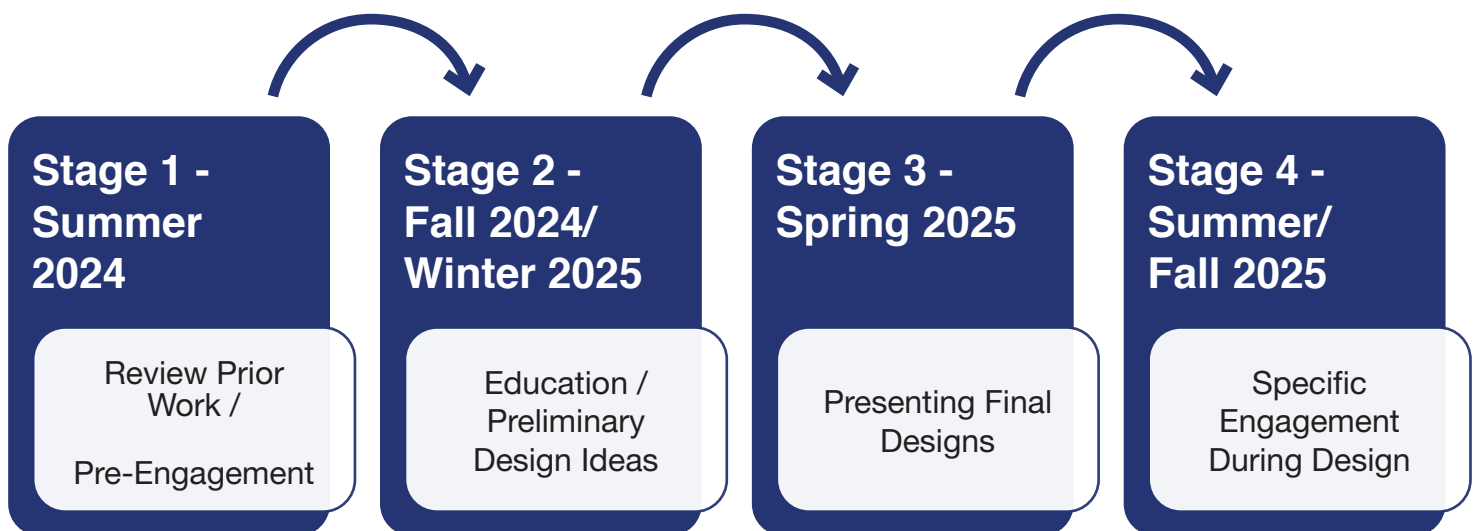 Stage 1 -
Summer
2024
Review Prior
Work /
Pre-Engagement
Stage 2 -
Fall 2024/
Winter 2025
Education /
Preliminary
Design Ideas
Stage 3 -
Spring 2025
Presenting Final
Designs
Stage 4 -
Summer/
Fall 2025
Specific
Engagement
During Design